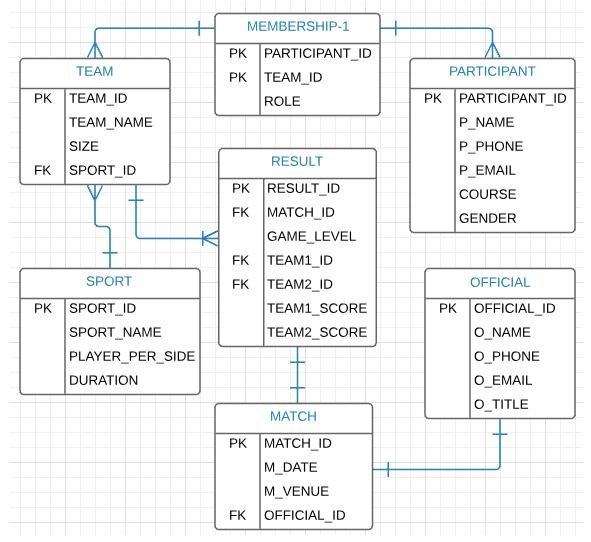 MEMBERSHIP-1
PK PARTICIPANT_ID
PK TEAM_ID
ROLE
TEAM
PK TEAM_ID
TEAM_NAME
SIZE
FK SPORT_ID
PARTICIPANT
PK PARTICIPANT_ID
P_NAME
P_PHONE
P_EMAIL
COURSE
GENDER
RESULT
PK RESULT_ID
FK MATCH_ID
GAME_LEVEL
FK TEAM1_ID
FK TEAM2_ID
TEAM1_SCORE
TEAM2_SCORE
SPORT
PK SPORT_ID
SPORT_NAME
PLAYER_PER_SIDE
DURATION
OFFICIAL
PK OFFICIAL_ID
O_NAME
O_PHONE
O_EMAIL
O_TITLE
MATCH
PK MATCH_ID
M_DATE
M_VENUE
FK OFFICIAL_ID